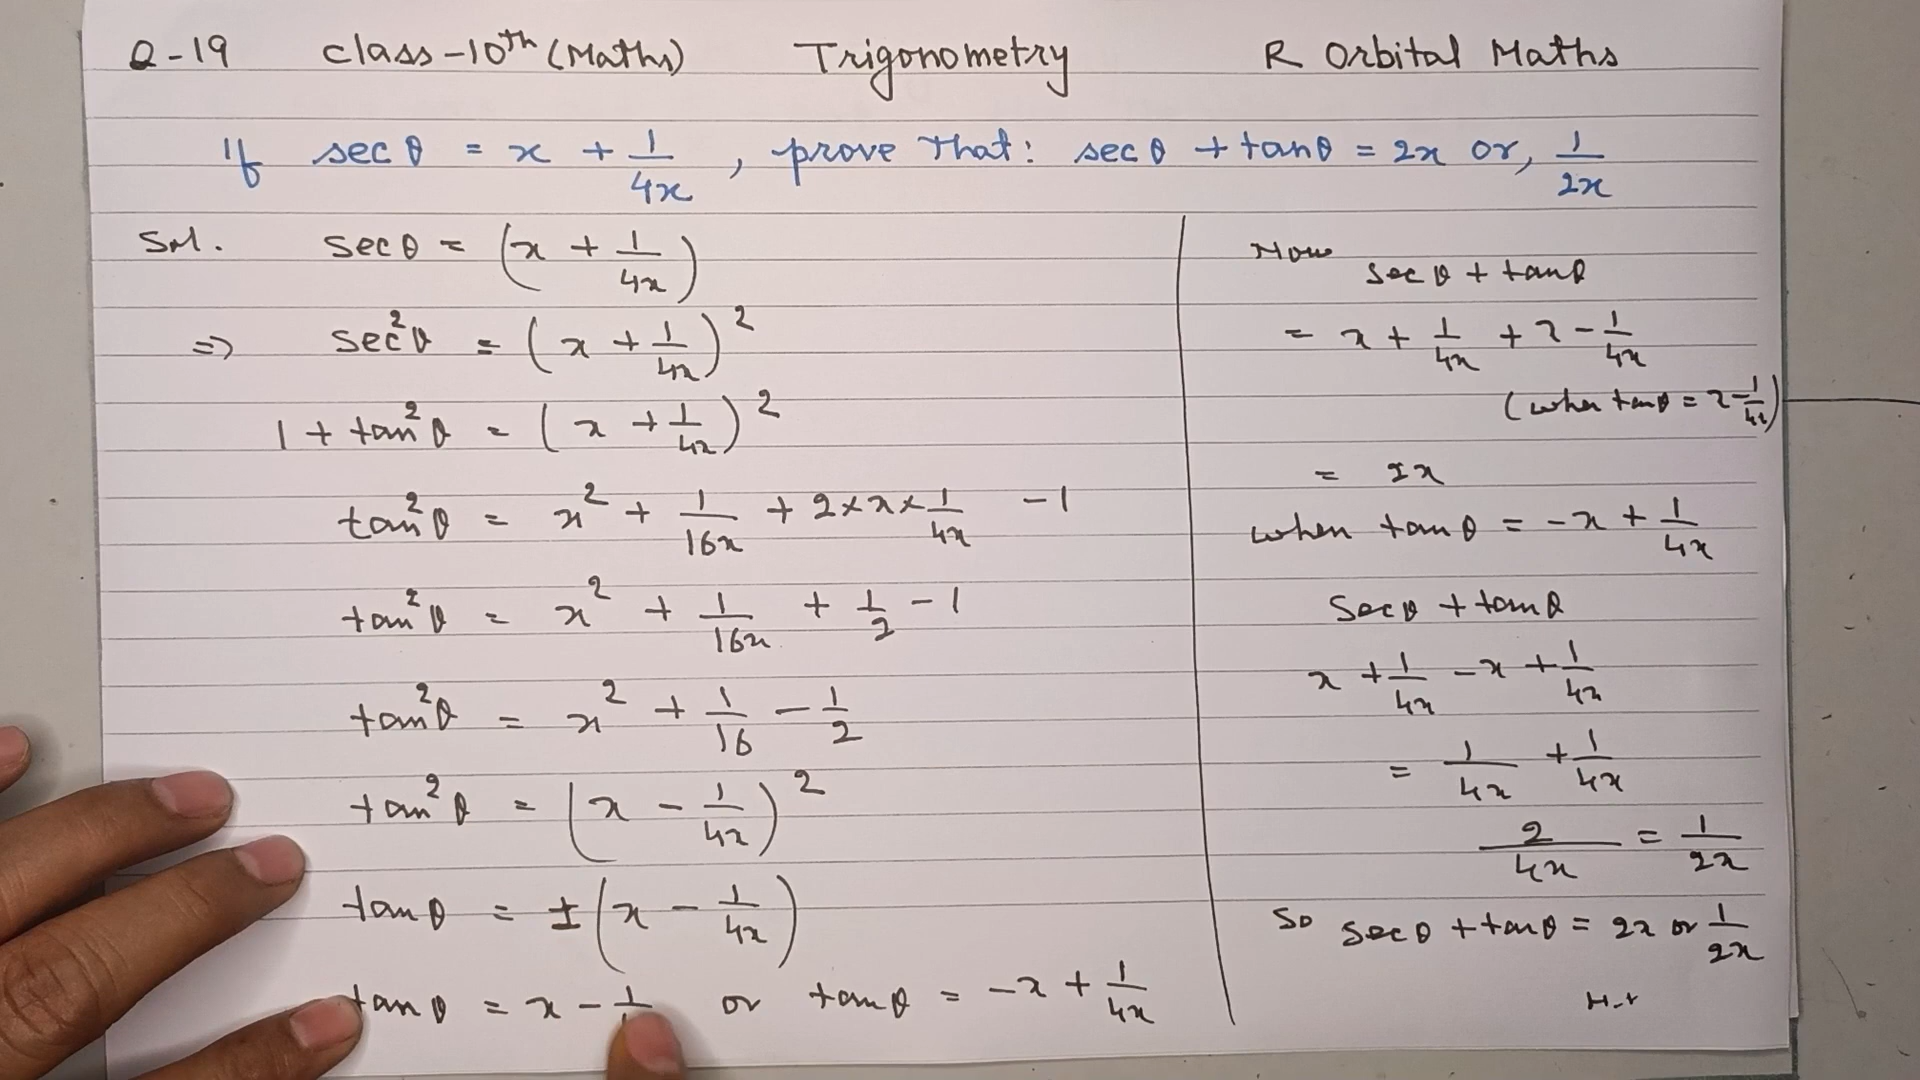 Q-19 class-10th (Maths) Trigonometry R Orbital Maths
If sec θ = x + 1/4x , prove that: sec θ + tanθ = 2x or, 1/2x
Sol. sec θ = (x + 1/4x)
⇒ sec²θ = (x + 1/4x)²
1 + tan²θ = (x + 1/4x)²
tan²θ = x² + 1/16x + 2×x×1/4x - 1
tan²θ = x² + 1/16x + 1/2 - 1
tan²θ = x² + 1/16 - 1/2
tan²θ = (x - 1/4x)²
tan θ = ± (x - 1/4x)
tan θ = x - 1/ or tan θ = -x + 1/4x
Now
sec θ + tanθ
= x + 1/4x + x - 1/4x
(when tanθ = x - 1/4x)
= 2x
when tan θ = -x + 1/4x
Sec θ + tan θ
x + 1/4x - x + 1/4x
= 1/4x + 1/4x
2/4x = 1/2x
So sec θ + tan θ = 2x or 1/2x